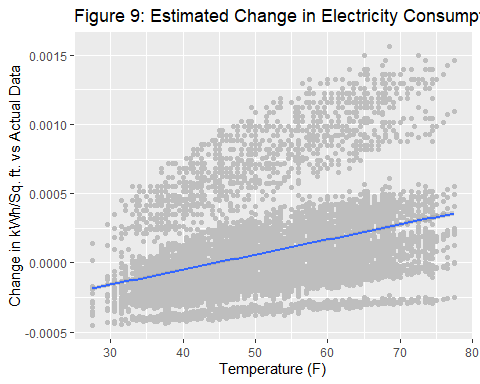 Figure 9: Estimated Change in Electricity Consumpt
Change in kWh/Sq. ft. vs Actual Data
0.0015
0.0010
0.0005
0.0000
-0.0005
30 40 50 60 70 80
Temperature (F)